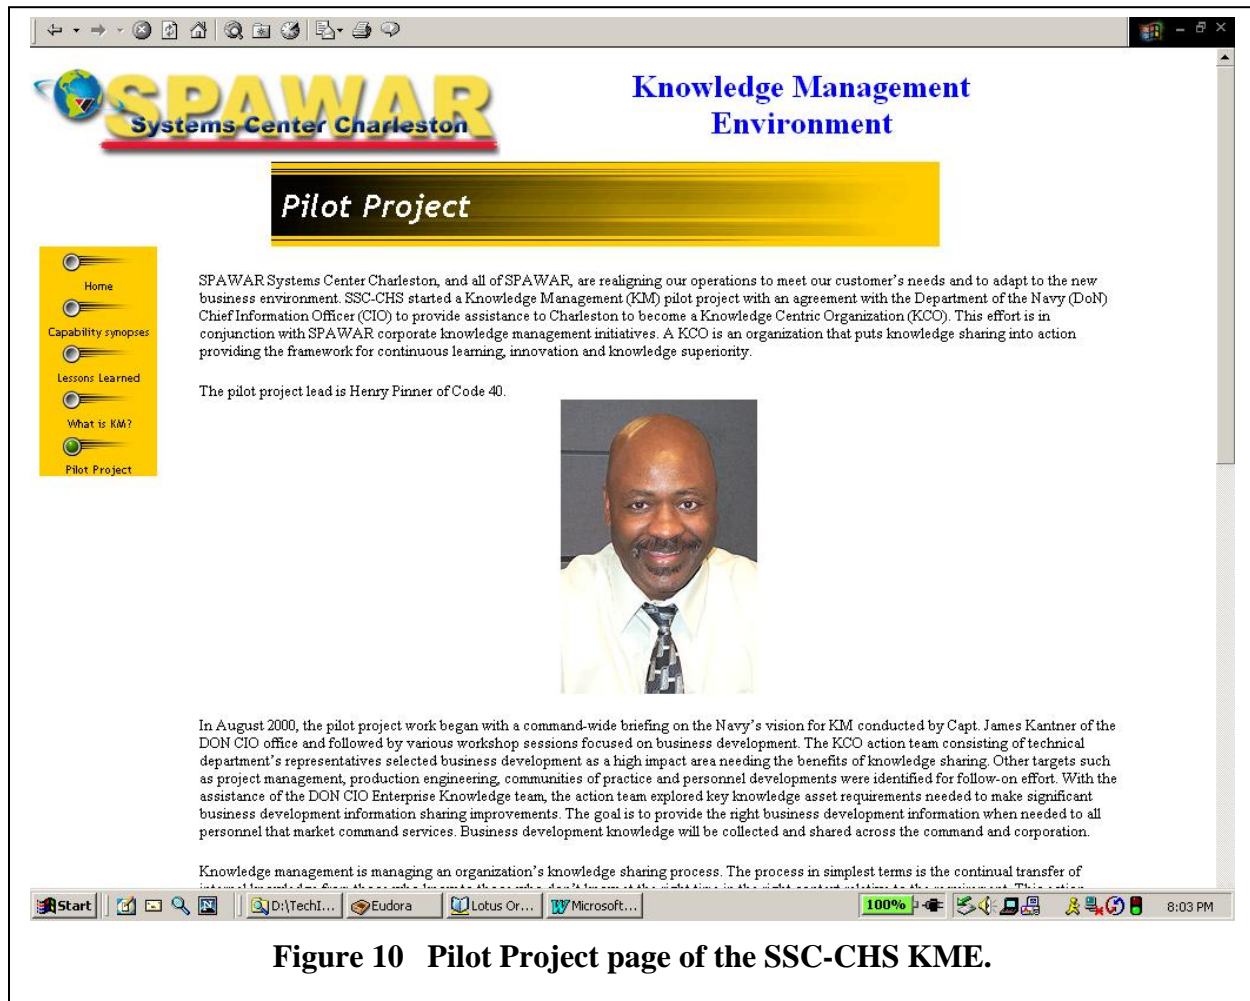 SPAWAR
Systems Center Charleston
Knowledge Management
Environment
Pilot Project
Home
Capability synopses
Lessons Learned
What is KM?
Pilot Project
SPAWAR Systems Center Charleston, and all of SPAWAR, are realigning our operations to meet our customer's needs and to adapt to the new
business environment. SSC-CHS started a Knowledge Management (KM) pilot project with an agreement with the Department of the Navy (DoN)
Chief Information Officer (CIO) to provide assistance to Charleston to become a Knowledge Centric Organization (KCO). This effort is in
conjunction with SPAWAR corporate knowledge management initiatives. A KCO is an organization that puts knowledge sharing into action
providing the framework for continuous learning, innovation and knowledge superiority.
The pilot project lead is Henry Pinner of Code 40.
In August 2000, the pilot project work began with a command-wide briefing on the Navy's vision for KM conducted by Capt. James Kantner of the
DON CIO office and followed by various workshop sessions focused on business development. The KCO action team consisting of technical
department's representatives selected business development as a high impact area needing the benefits of knowledge sharing. Other targets such
as project management, production engineering, communities of practice and personnel developments were identified for follow-on effort. With the
assistance of the DON CIO Enterprise Knowledge team, the action team explored key knowledge asset requirements needed to make significant
business development information sharing improvements. The goal is to provide the right business development information when needed to all
personnel that market command services. Business development knowledge will be collected and shared across the command and corporation.
Knowledge management is managing an organization's knowledge sharing process. The process in simplest terms is the continual transfer of
Start D:\TechI... Eudora Lotus Or... Microsoft... 100% 8:03 PM
Figure 10 Pilot Project page of the SSC-CHS KME.